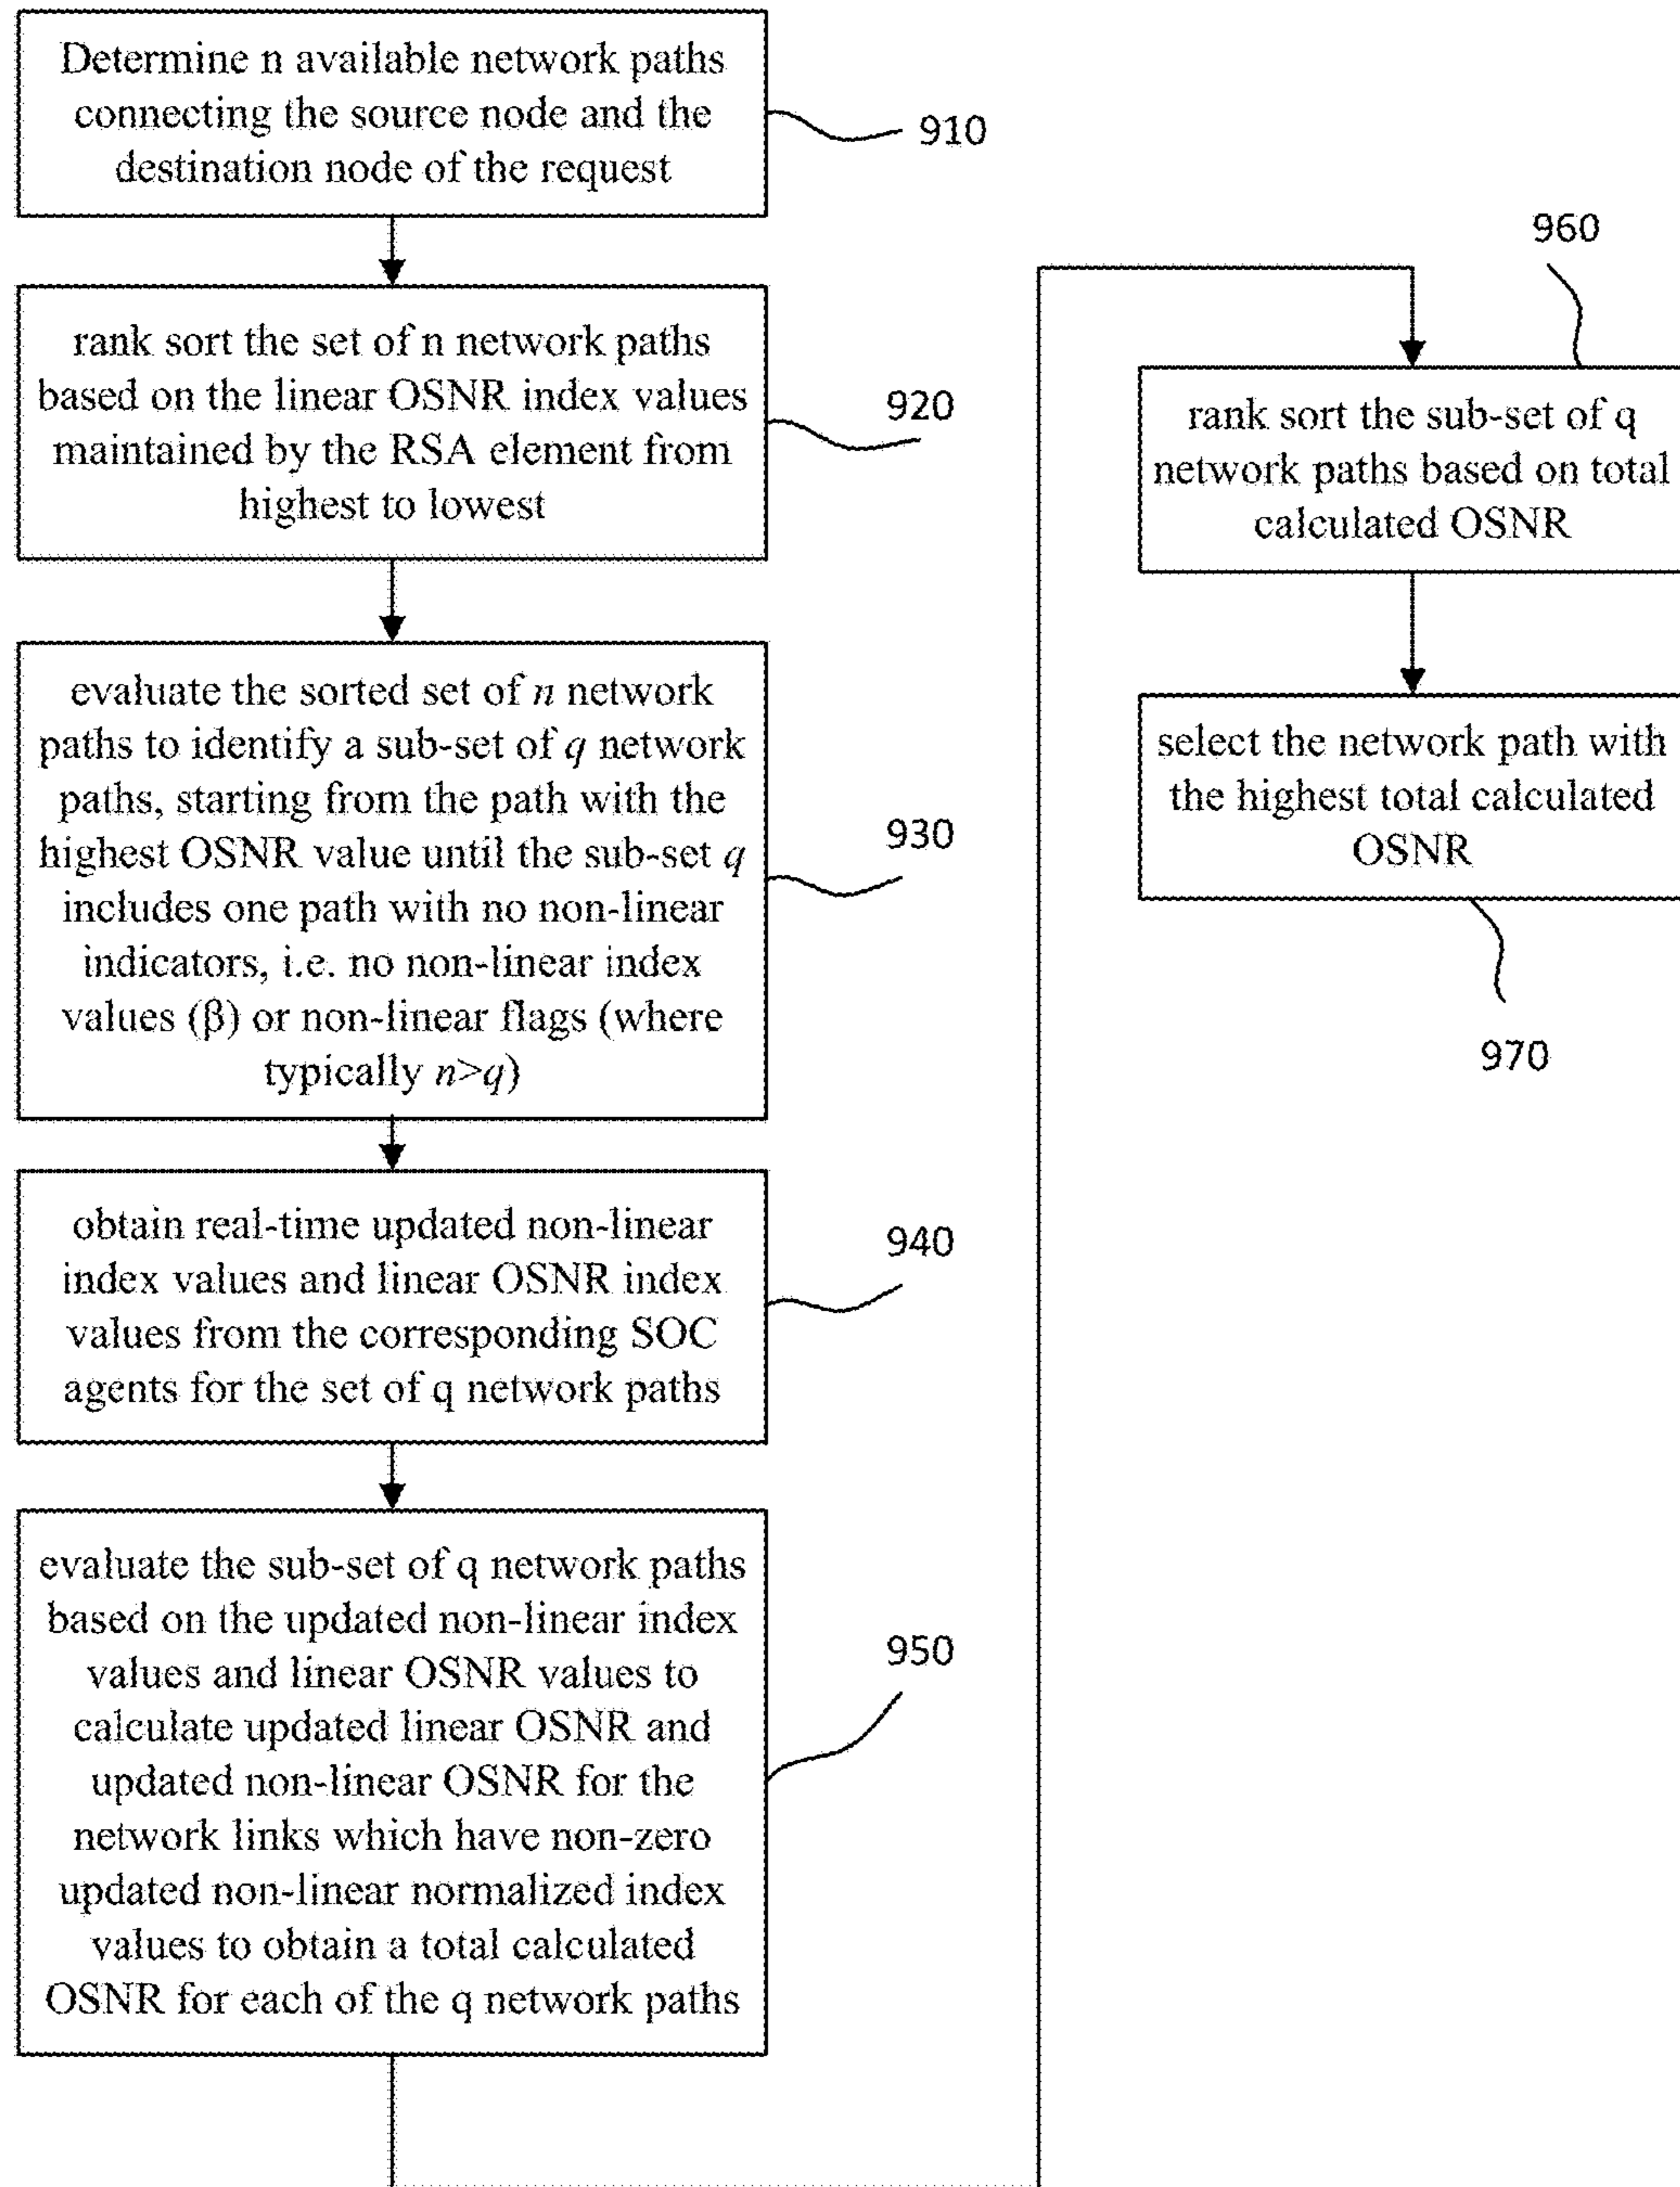 Determine n available network paths
connecting the source node and the
destination node of the request
910
rank sort the set of n network paths
based on the linear OSNR index values
maintained by the RSA element from
highest to lowest
920
evaluate the sorted set of n network
paths to identify a sub-set of q network
paths, starting from the path with the
highest OSNR value until the sub-set q
includes one path with no non-linear
indicators, i.e. no non-linear index
values (β) or non-linear flags (where
typically n>q)
930
obtain real-time updated non-linear
index values and linear OSNR index
values from the corresponding SOC
agents for the set of q network paths
940
evaluate the sub-set of q network paths
based on the updated non-linear index
values and linear OSNR values to
calculate updated linear OSNR and
updated non-linear OSNR for the
network links which have non-zero
updated non-linear normalized index
values to obtain a total calculated
OSNR for each of the q network paths
950
960
rank sort the sub-set of q
network paths based on total
calculated OSNR
select the network path with
the highest total calculated
OSNR
970